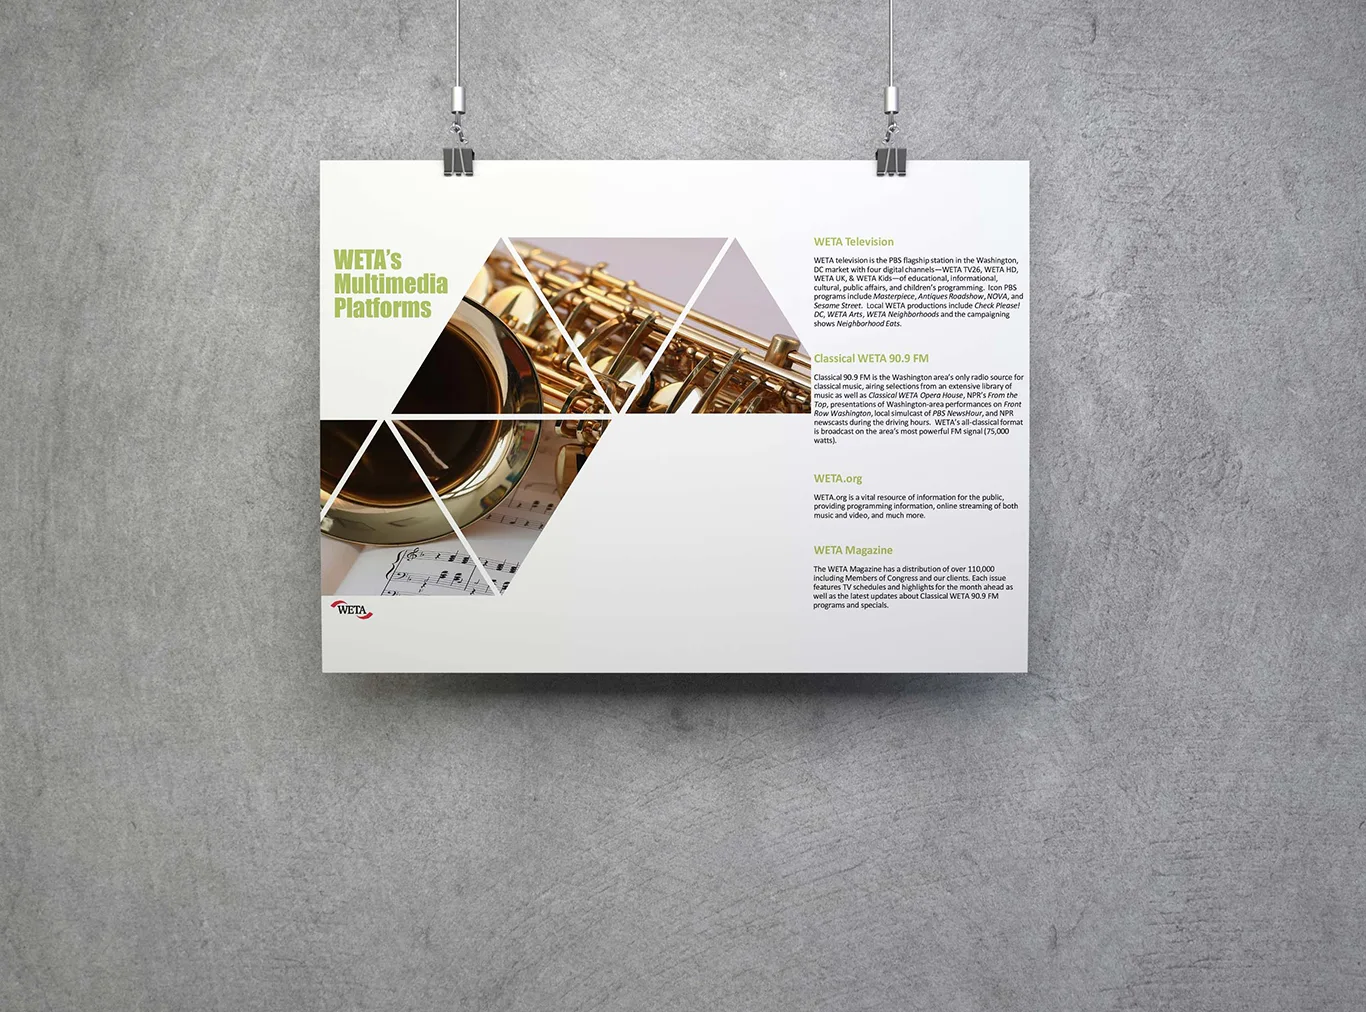 WETA's
Multimedia
Platforms
WETA
WETA Television
WETA television is the PBS flagship station in the Washington,
DC market with four digital channels—WETA TV26, WETA HD,
WETA UK, & WETA Kids—of educational, informational,
cultural, public affairs, and children's programming. Icon PBS
programs include Masterpiece, Antiques Roadshow, NOVA, and
Sesame Street. Local WETA productions include Check Please!
DC, WETA Arts, WETA Neighborhoods and the campaigning
shows Neighborhood Eats.
Classical WETA 90.9 FM
Classical 90.9 FM is the Washington area's only radio source for
classical music, airing selections from an extensive library of
music as well as Classical WETA Opera House, NPR's From the
Top, presentations of Washington-area performances on Front
Row Washington, local simulcast of PBS NewsHour, and NPR
newscasts during the driving hours. WETA's all-classical format
is broadcast on the area's most powerful FM signal (75,000
watts).
WETA.org
WETA.org is a vital resource of information for the public,
providing programming information, online streaming of both
music and video, and much more.
WETA Magazine
The WETA Magazine has a distribution of over 110,000
including Members of Congress and our clients. Each issue
features TV schedules and highlights for the month ahead as
well as the latest updates about Classical WETA 90.9 FM
programs and specials.